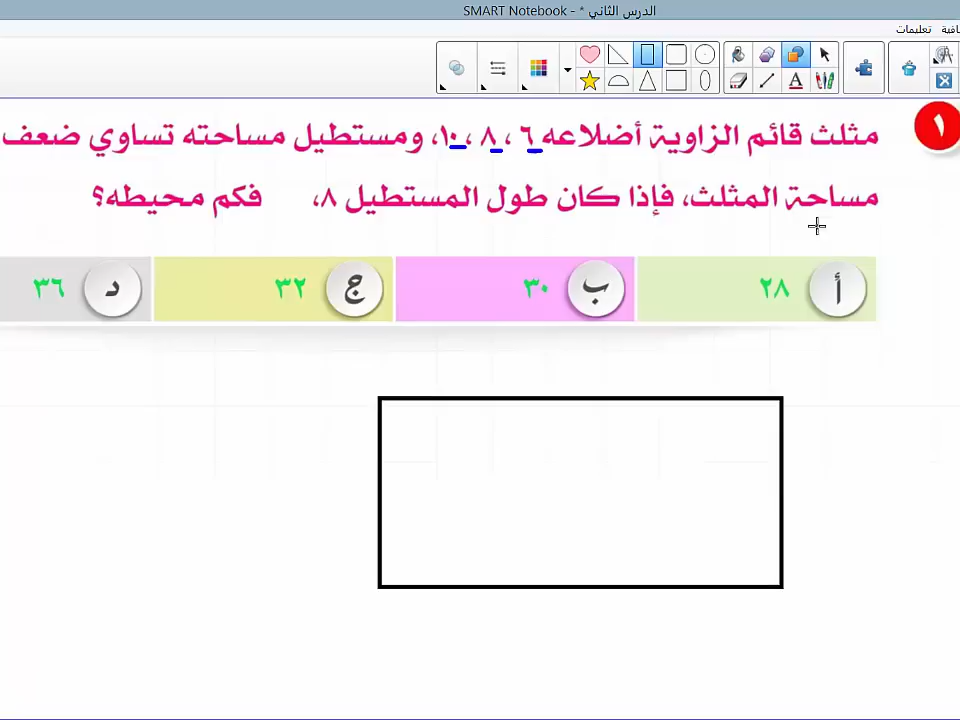 الدرس الثاني * - SMART Notebook
افية تعليمات
١
مثلث قائم الزاوية أضلاعه ٦ ، ٨ ، ١٠، ومستطيل مساحته تساوي ضعف
مساحة المثلث، فإذا كان طول المستطيل ٨، فكم محيطه؟
أ ٢٨ ب ٣٠ ج ٣٢ د ٣٦
A